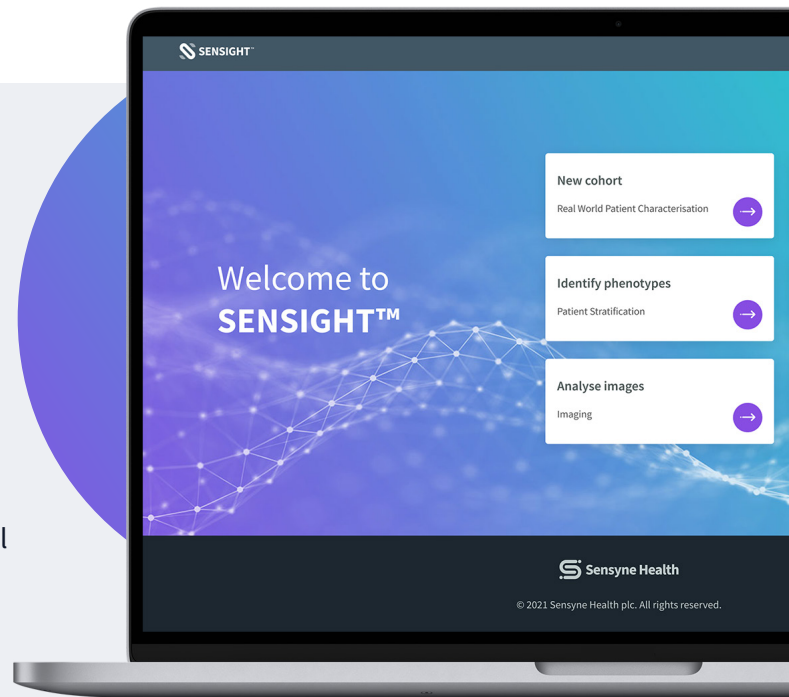 SENSIGHT™
New cohort
Real World Patient Characterisation
Welcome to
SENSIGHT™
Identify phenotypes
Patient Stratification
Analyse images
Imaging
l
Sensyne Health
© 2021 Sensyne Health plc. All rights reserved.